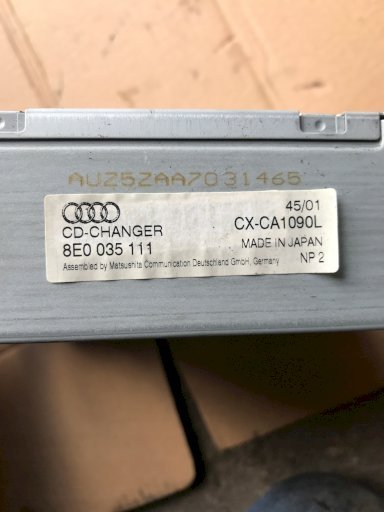 AUZ5ZAA7031465
45/01
CD-CHANGER CX-CA1090L
8E0 035 111 MADE IN JAPAN
Assembled by Matsushita Communication Deutschland GmbH, Germany NP 2